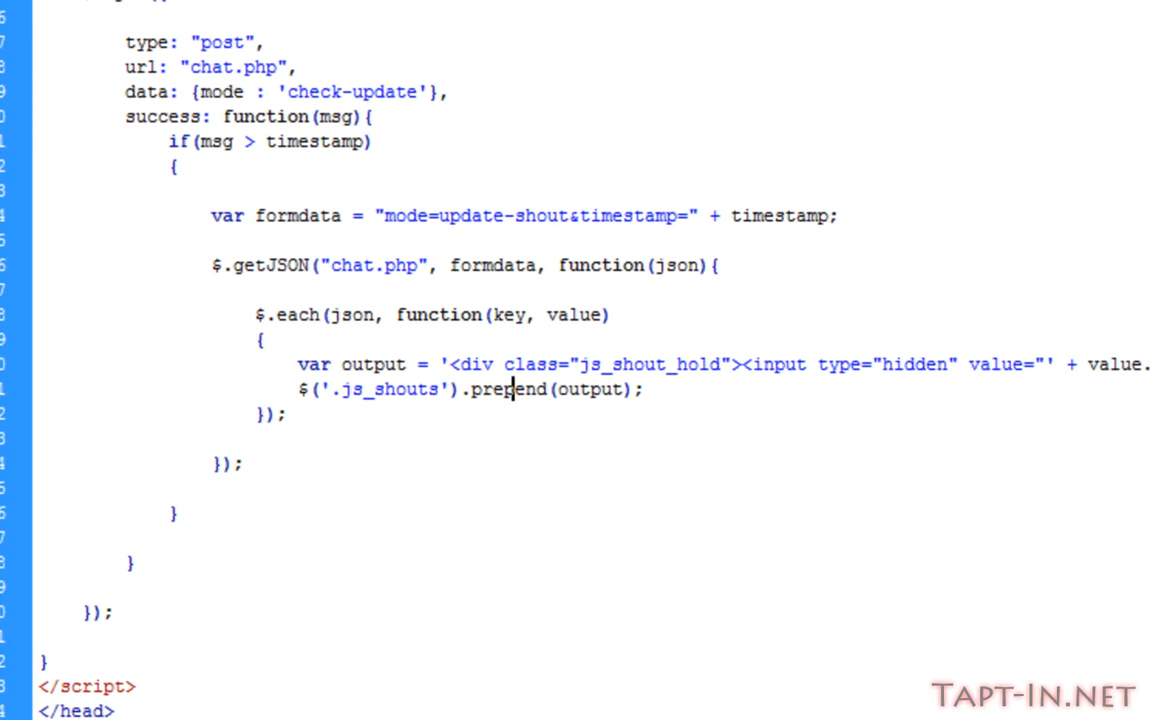 type: "post",
url: "chat.php",
data: {mode : 'check-update'},
success: function(msg){
if(msg > timestamp)
{
var formdata = "mode=update-shout&timestamp=" + timestamp;
$.getJSON("chat.php", formdata, function(json){
$.each(json, function(key, value)
{
var output = '<div class="js_shout_hold"><input type="hidden" value="' + value.
$('.js_shouts').prepend(output);
});
});
}
}
});
}
</script>
</head>
TAPT-IN.NET